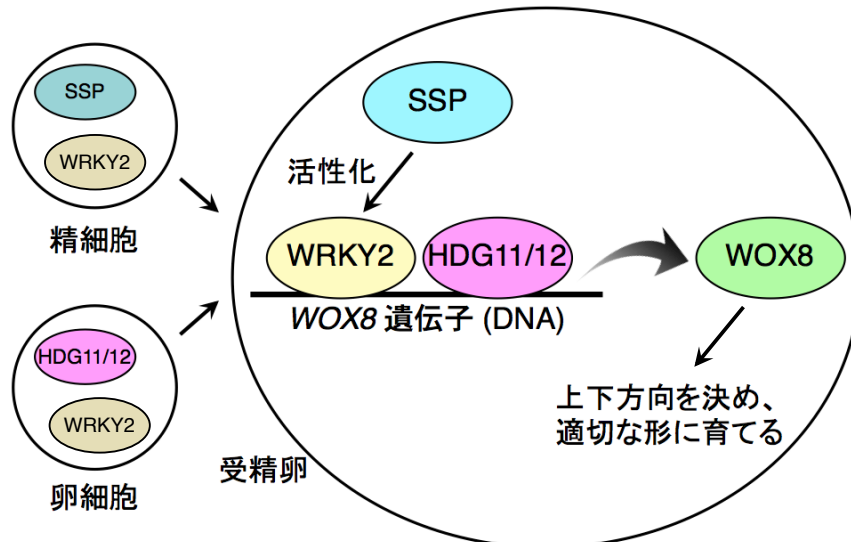 SSP
WRKY2
精細胞
HDG11/12
WRKY2
卵細胞
SSP
活性化
WRKY2
HDG11/12
WOX8
WOX8 遺伝子 (DNA)
上下方向を決め、
適切な形に育てる
受精卵